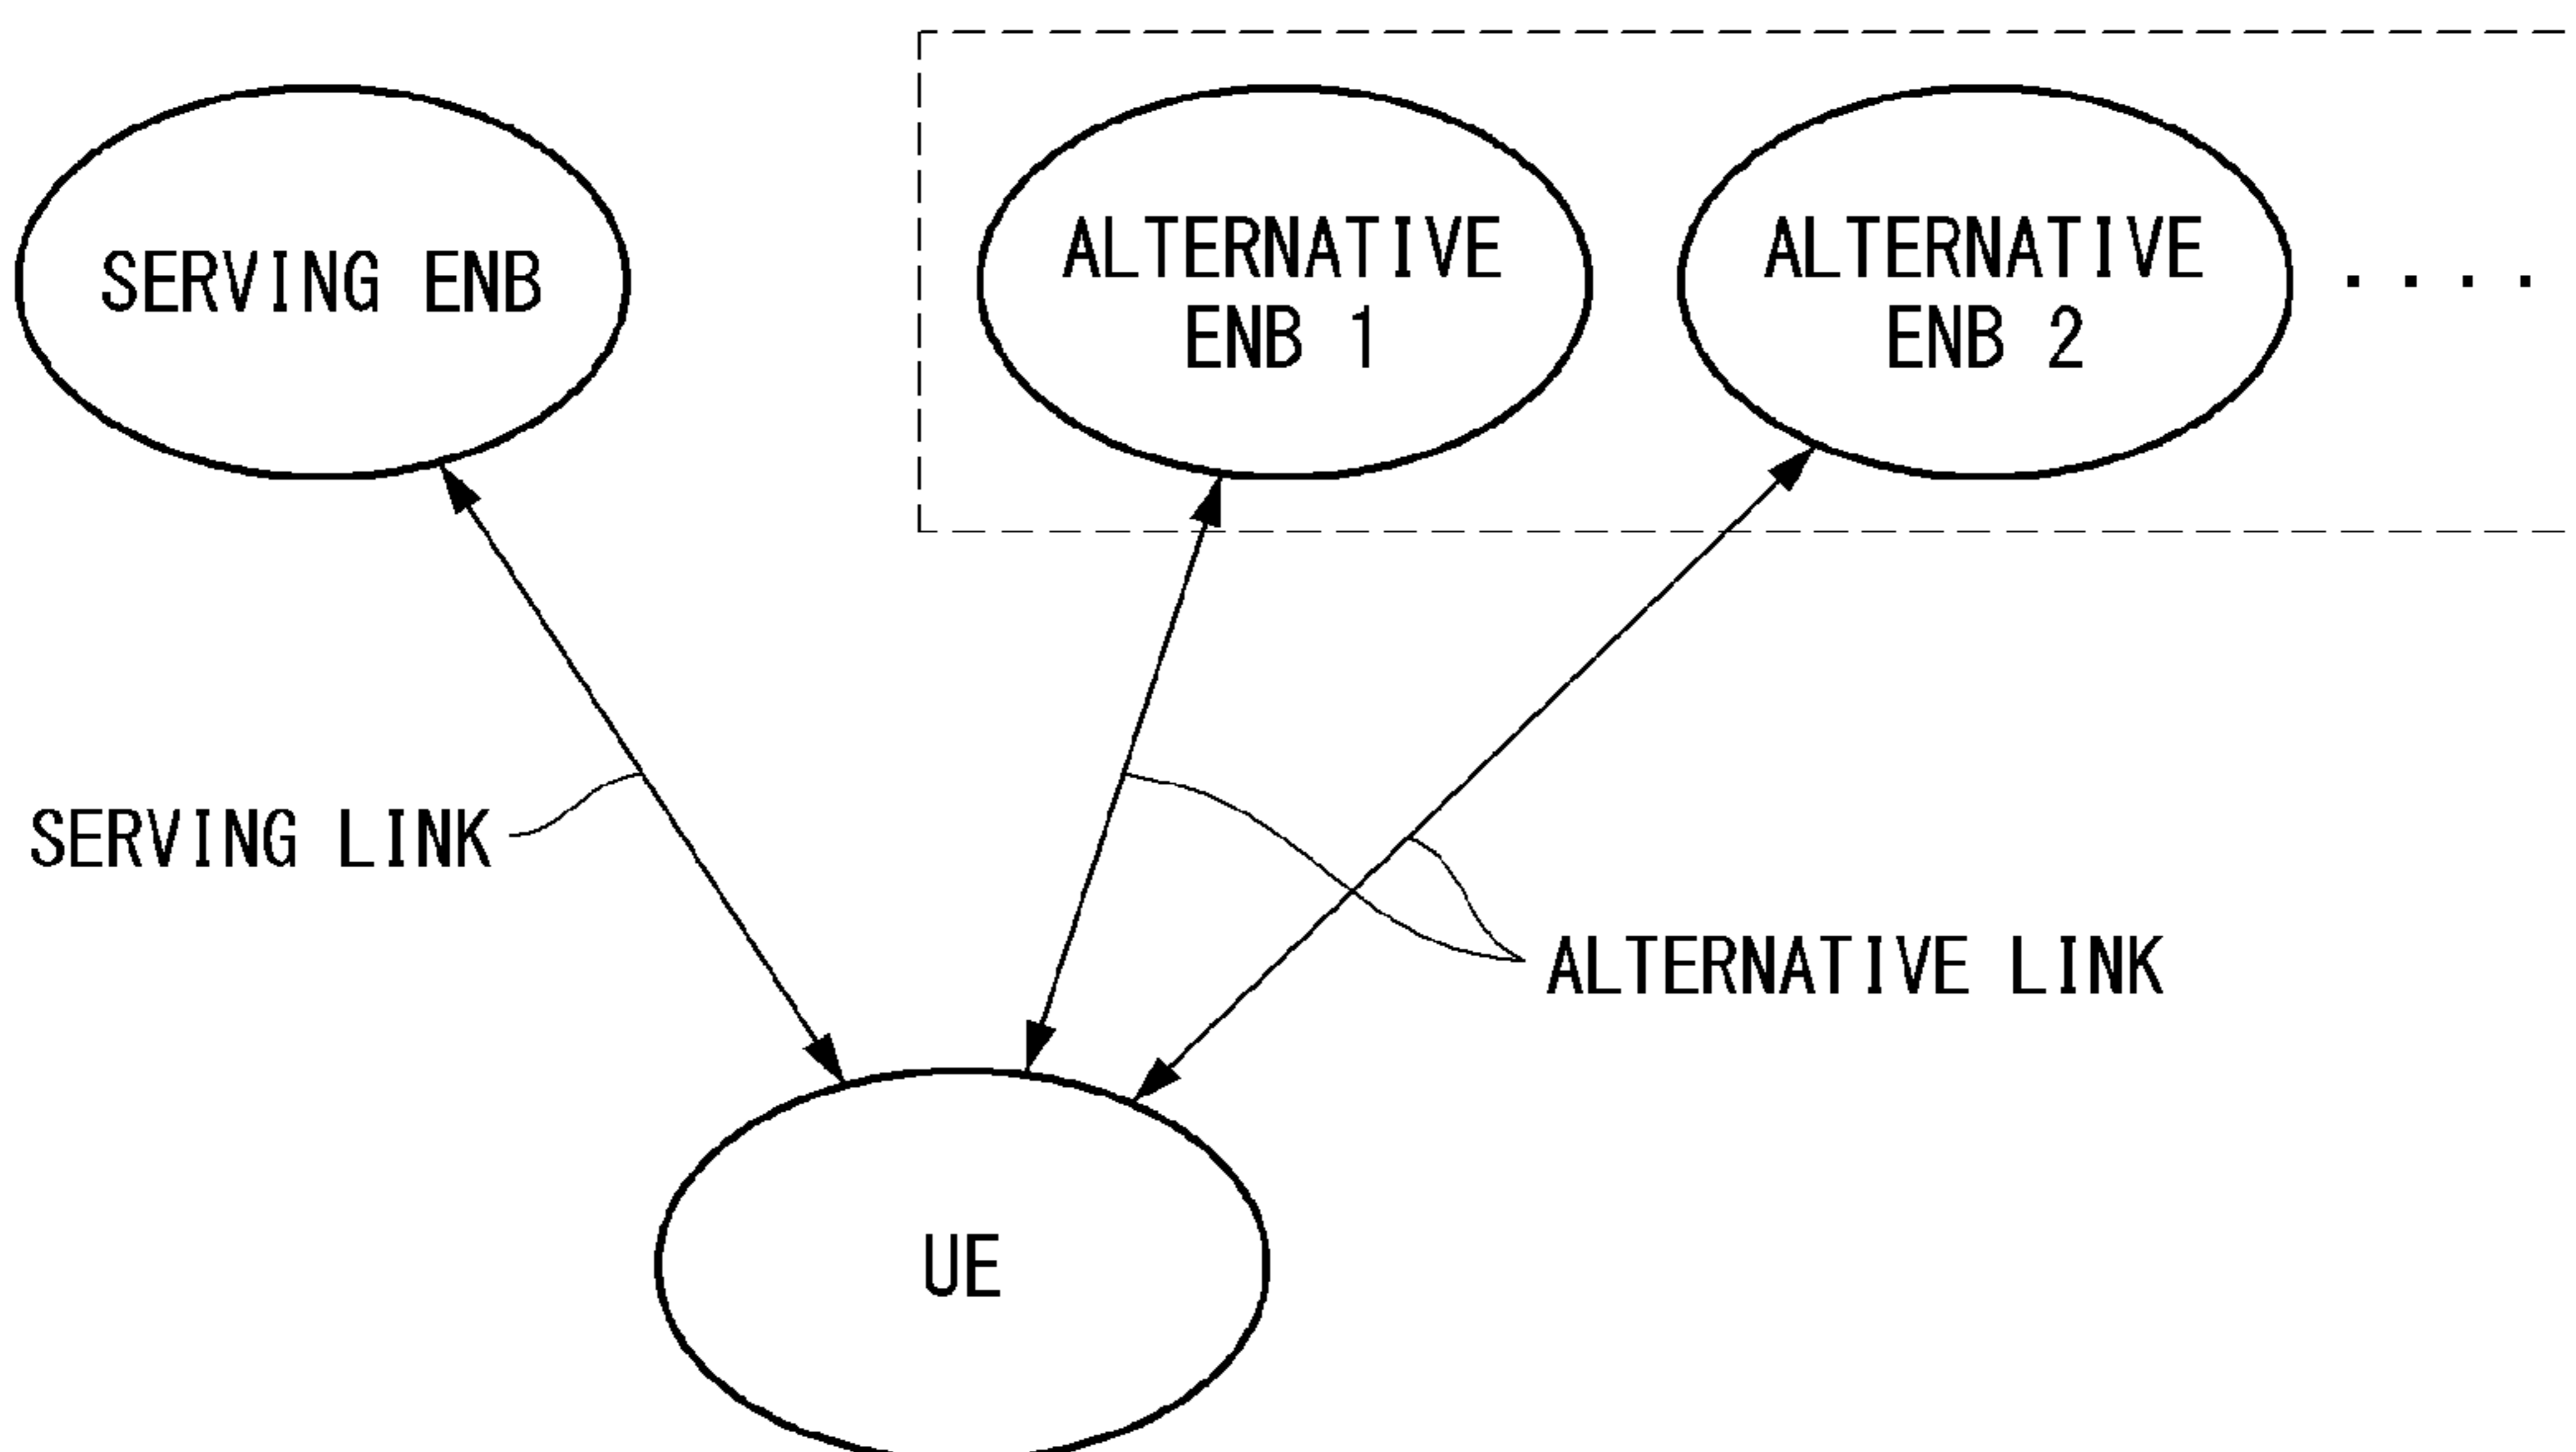 SERVING ENB
ALTERNATIVE
ENB 1
ALTERNATIVE
ENB 2
. . . .
SERVING LINK
ALTERNATIVE LINK
UE